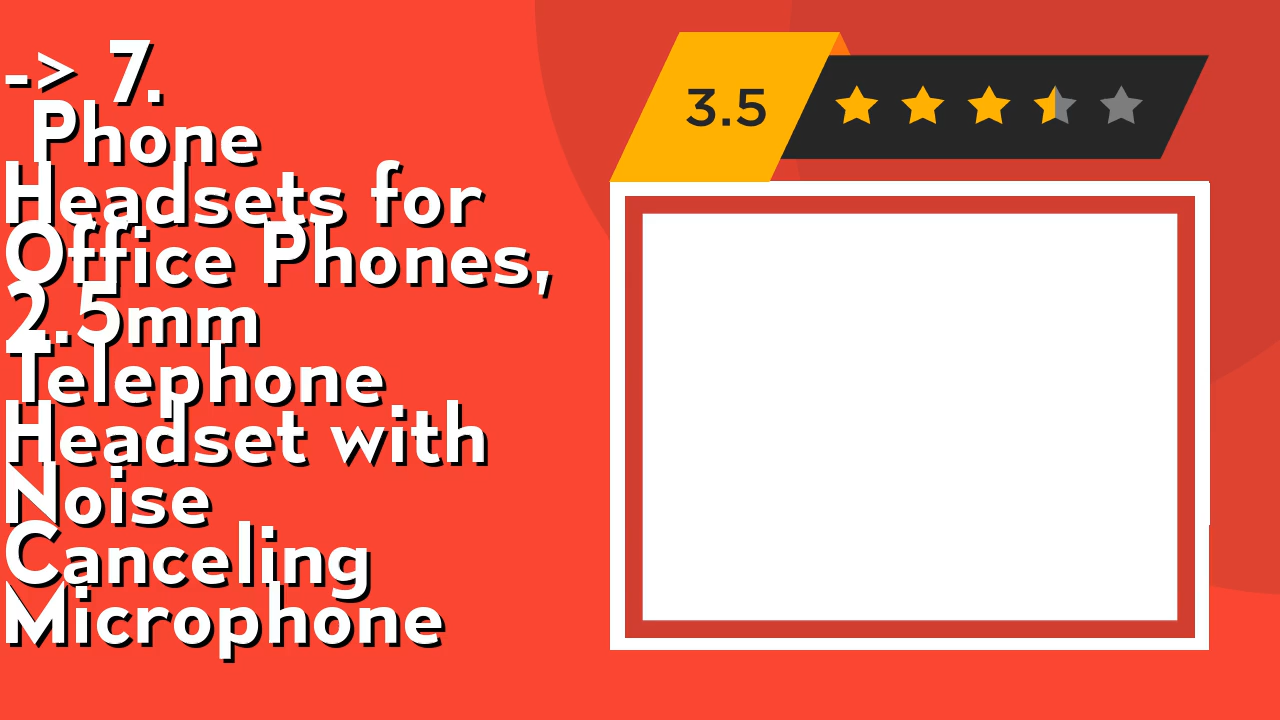 -> 7.
Phone
Headsets for
Office Phones,
2.5mm
Telephone
Headset with
Noise
Canceling
Microphone
3.5